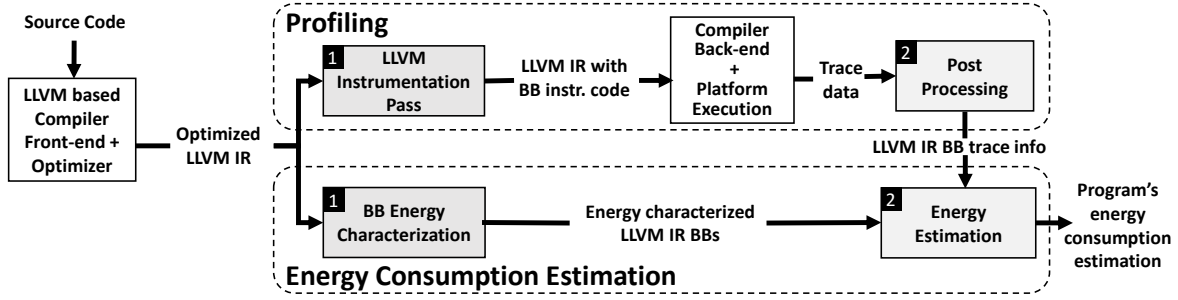 Source Code
LLVM based
Compiler
Front-end +
Optimizer
Optimized
LLVM IR
Profiling
1
LLVM
Instrumentation
Pass
LLVM IR with
BB instr. code
Compiler
Back-end
+
Platform
Execution
Trace
data
2
Post
Processing
LLVM IR BB trace info
1
BB Energy
Characterization
Energy characterized
LLVM IR BBs
2
Energy
Estimation
Program's
energy
consumption
estimation
Energy Consumption Estimation